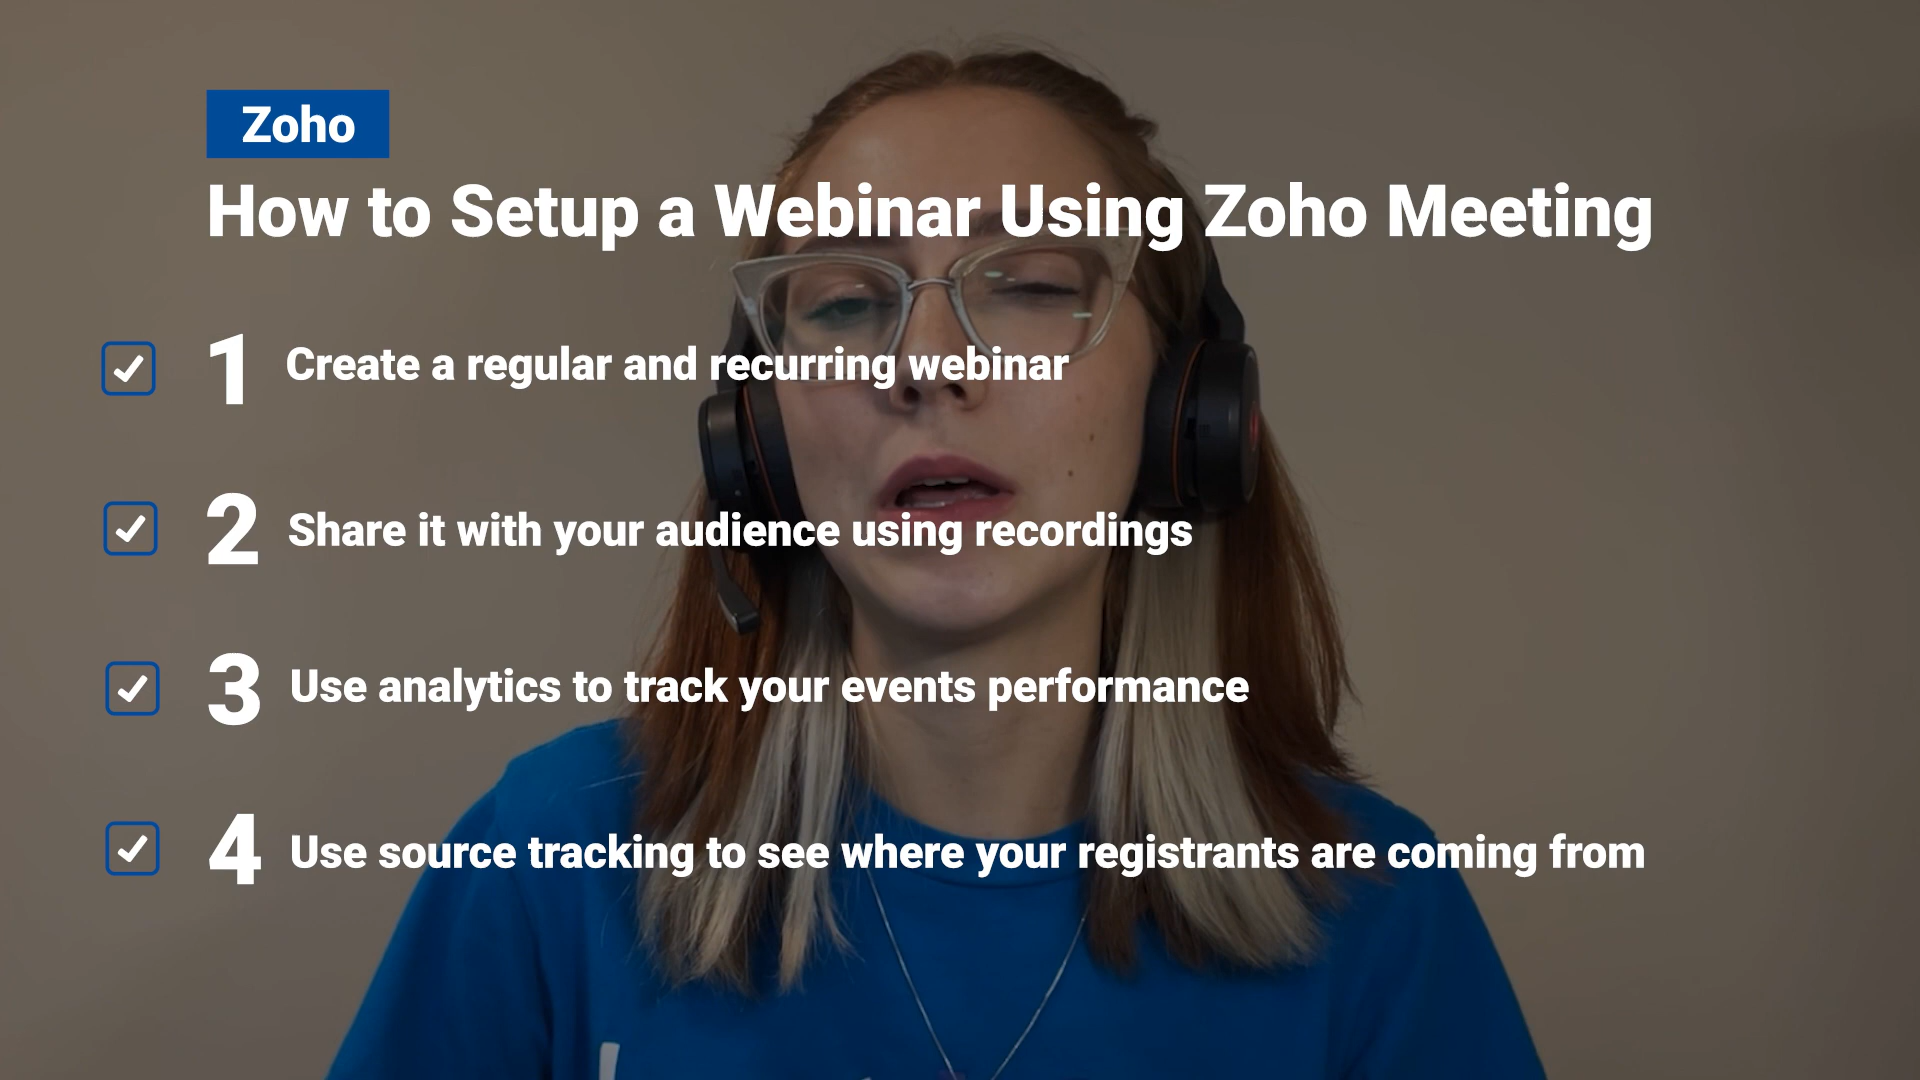 Zoho
How to Setup a Webinar Using Zoho Meeting
1 Create a regular and recurring webinar
2 Share it with your audience using recordings
3 Use analytics to track your events performance
4 Use source tracking to see where your registrants are coming from